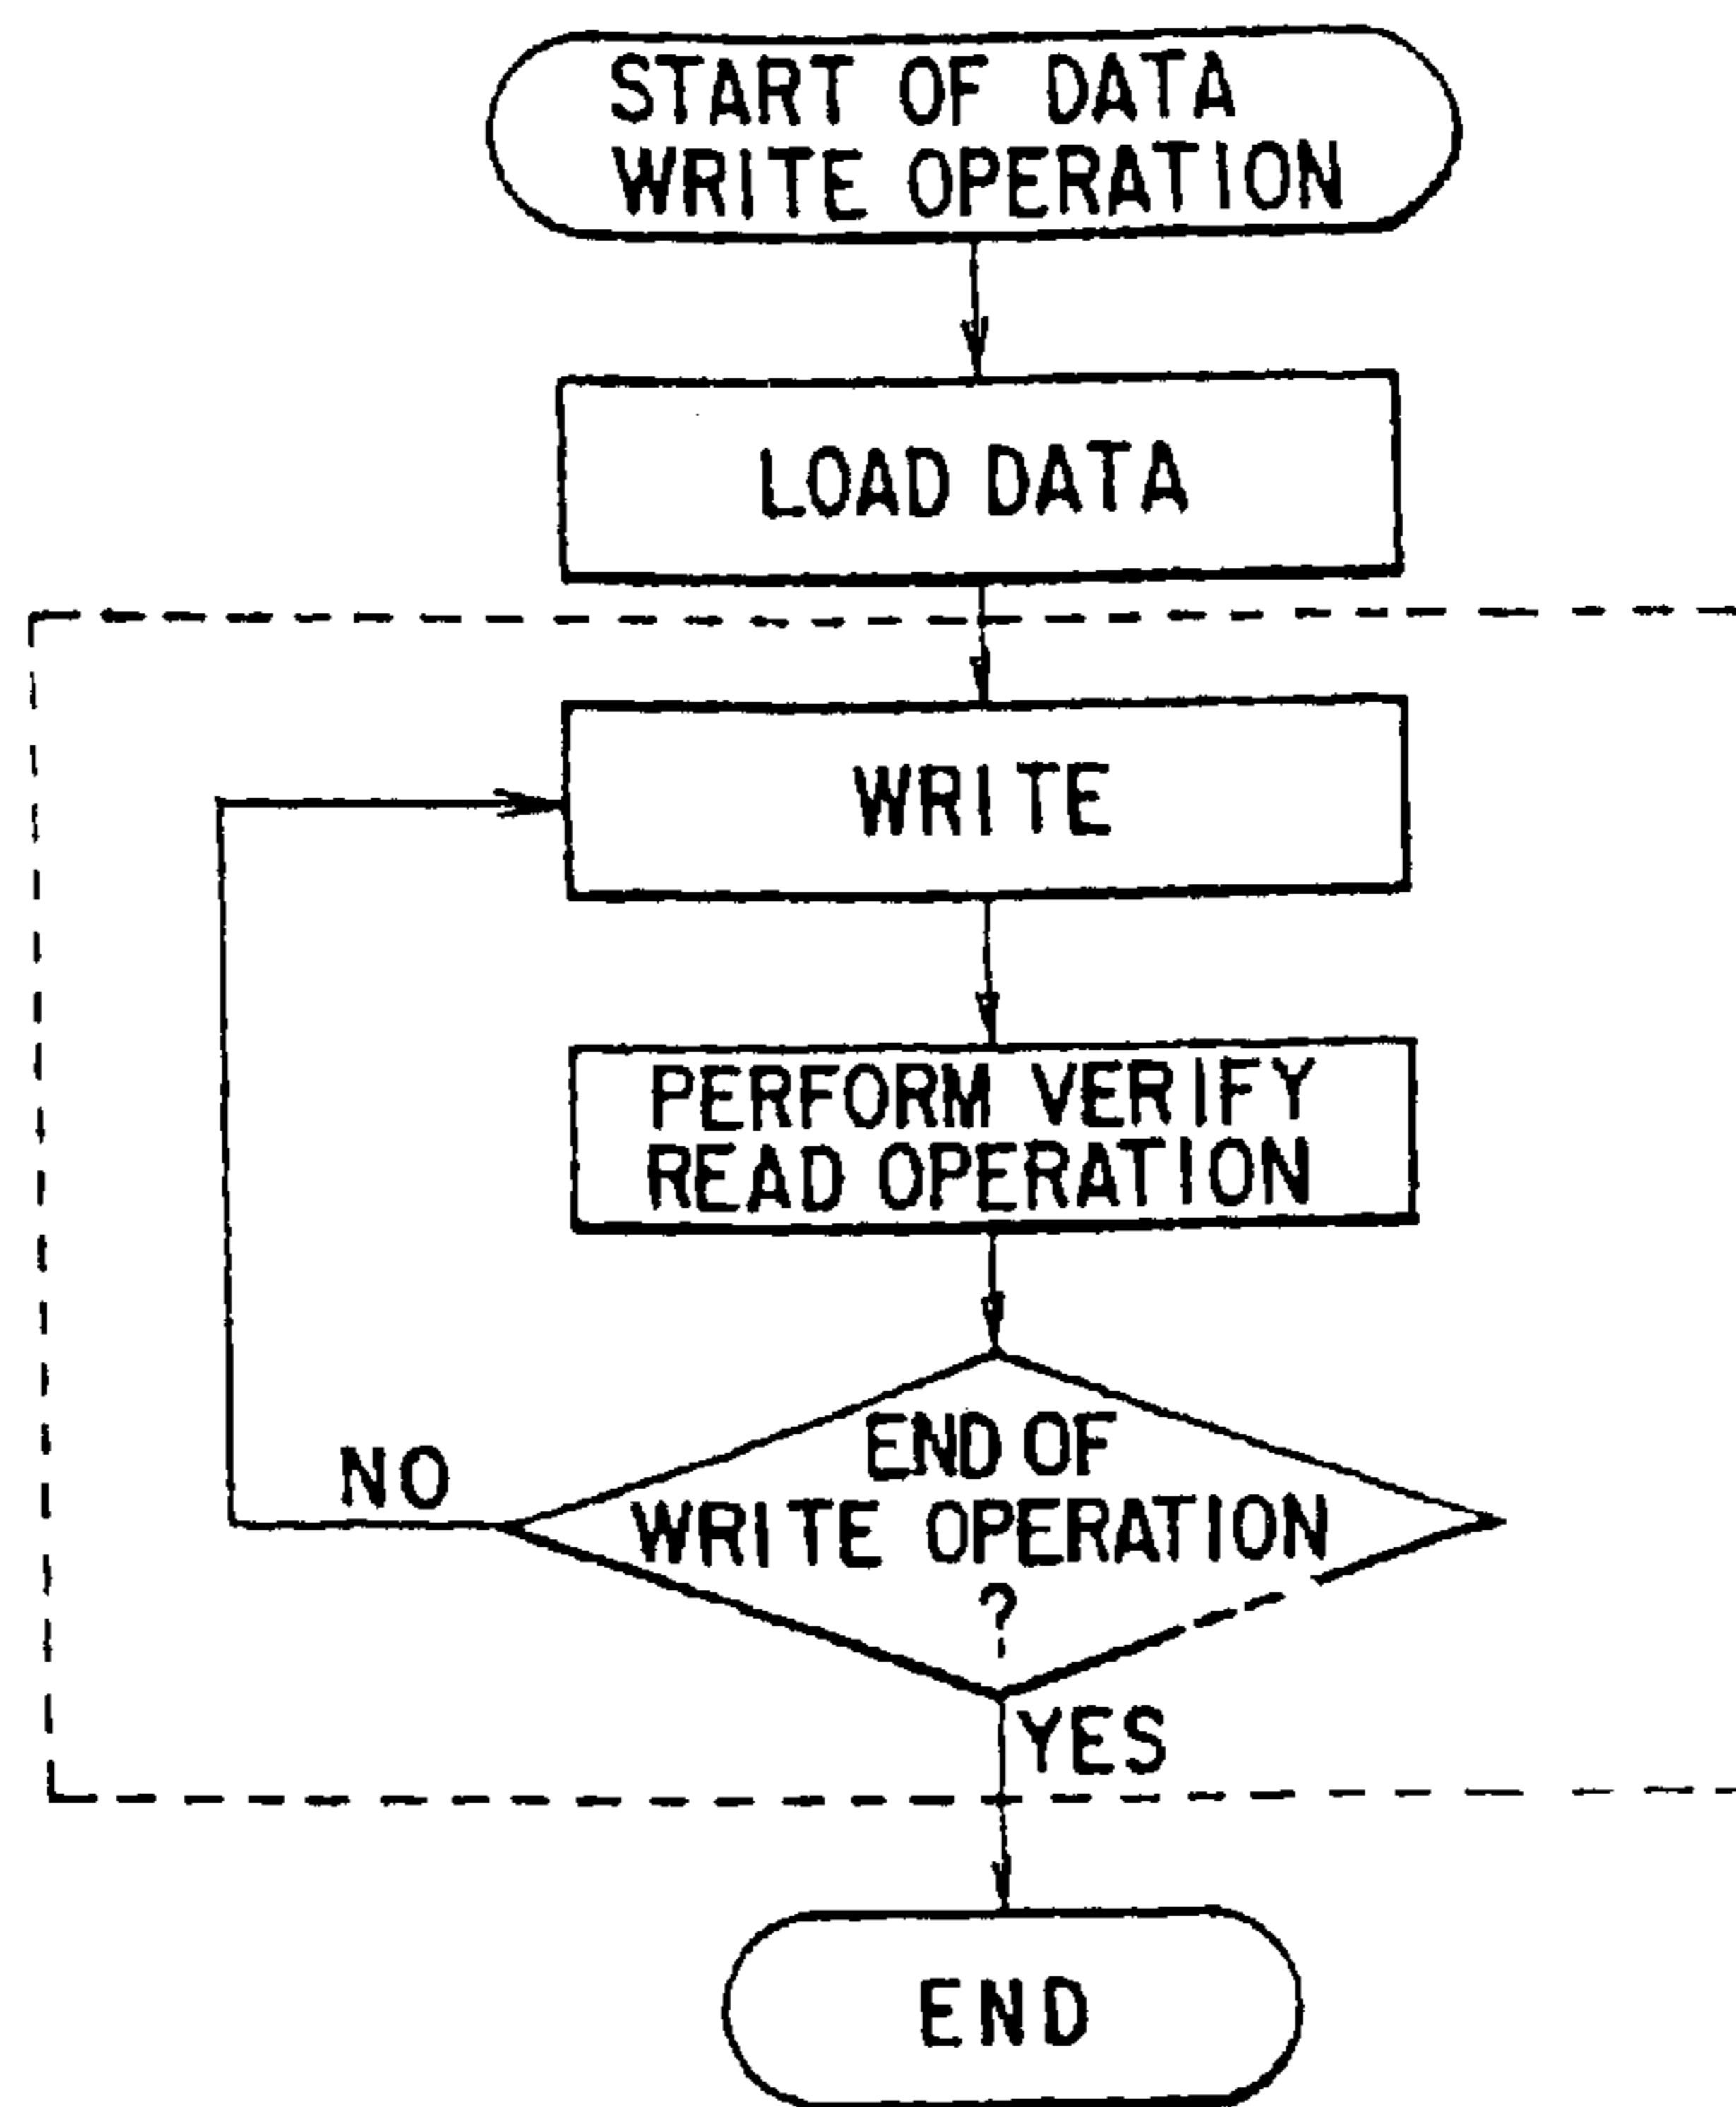 START OF DATA
WRITE OPERATION
LOAD DATA
WRITE
PERFORM VERIFY
READ OPERATION
END OF
WRITE OPERATION
?
NO
YES
END